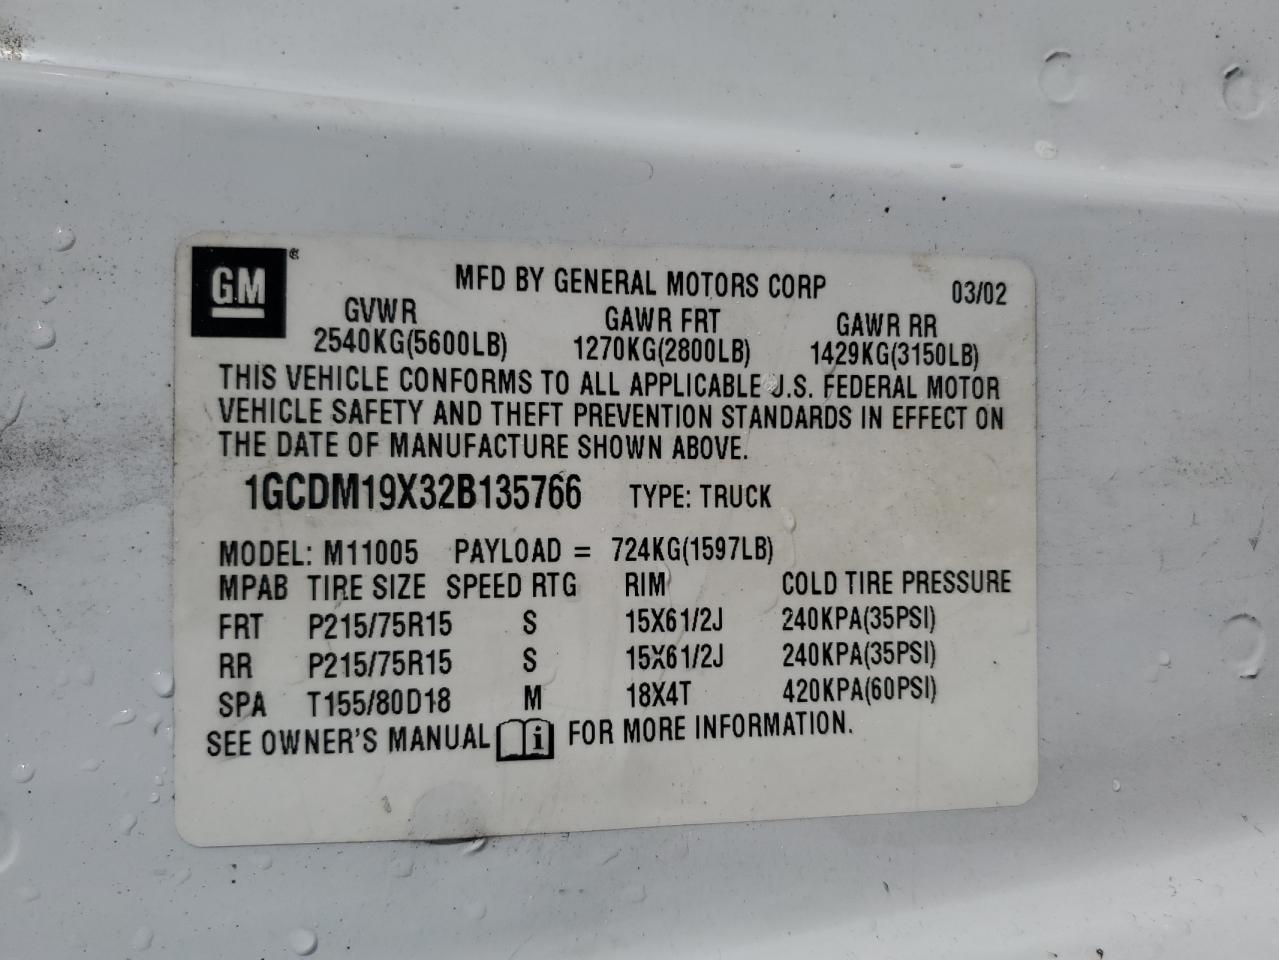 GM®
MFD BY GENERAL MOTORS CORP 03/02
GVWR GAWR FRT GAWR RR
2540KG(5600LB) 1270KG(2800LB) 1429KG(3150LB)
THIS VEHICLE CONFORMS TO ALL APPLICABLE U.S. FEDERAL MOTOR
VEHICLE SAFETY AND THEFT PREVENTION STANDARDS IN EFFECT ON
THE DATE OF MANUFACTURE SHOWN ABOVE.
1GCDM19X32B135766 TYPE: TRUCK
MODEL: M11005 PAYLOAD = 724KG(1597LB)
MPAB TIRE SIZE SPEED RTG RIM COLD TIRE PRESSURE
FRT P215/75R15 S 15X61/2J 240KPA(35PSI)
RR P215/75R15 S 15X61/2J 240KPA(35PSI)
SPA T155/80D18 M 18X4T 420KPA(60PSI)
SEE OWNER'S MANUAL i FOR MORE INFORMATION.